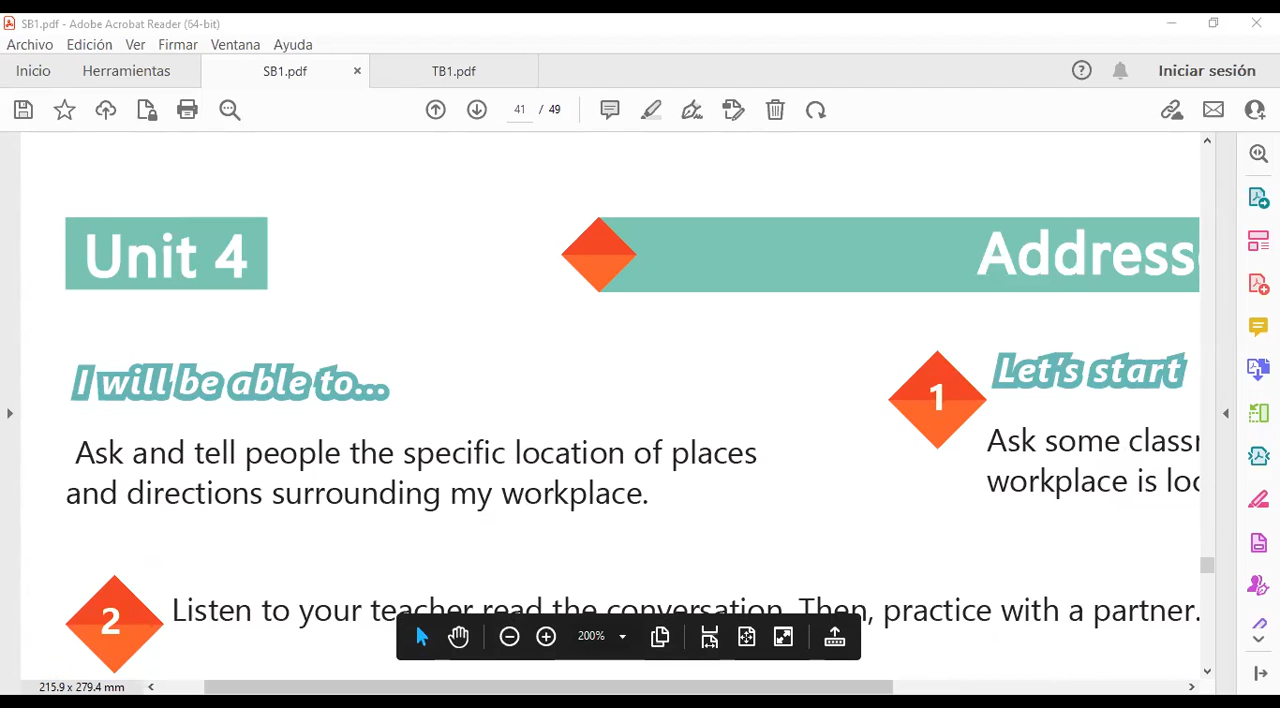 SB1.pdf - Adobe Acrobat Reader (64-bit)
Archivo Edición Ver Firmar Ventana Ayuda
Inicio Herramientas SB1.pdf × TB1.pdf Iniciar sesión
41 / 49
Unit 4
Address
I will be able to...
1
Let's start
Ask and tell people the specific location of places
and directions surrounding my workplace.
Ask some classr
workplace is loc
2
Listen to your teacher read the conversation. Then, practice with a partner.
200%
215.9 x 279.4 mm